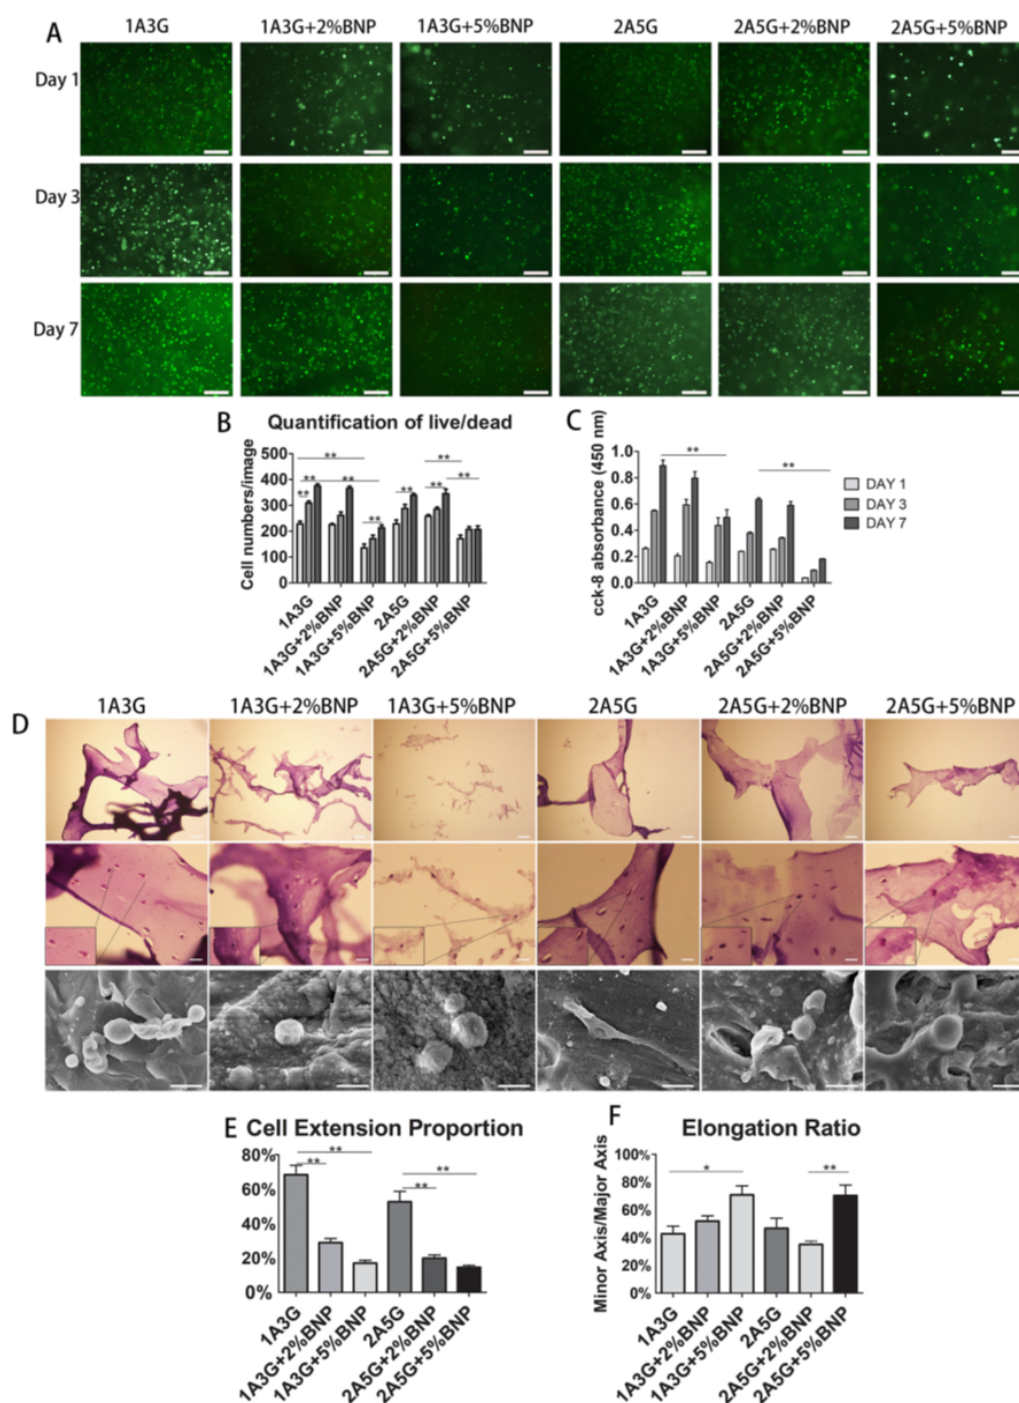 A
1A3G 1A3G+2%BNP 1A3G+5%BNP 2A5G 2A5G+2%BNP 2A5G+5%BNP
Day 1
Day 3
Day 7
B
Quantification of live/dead
Cell numbers/image
500
400
300
200
100
0
** ** ** ** ** ** ** ** **
1A3G 1A3G+2%BNP 1A3G+5%BNP 2A5G 2A5G+2%BNP 2A5G+5%BNP
C
cck-8 absorbance (450 nm)
1.0
0.8
0.6
0.4
0.2
0.0
** **
DAY 1
DAY 3
DAY 7
1A3G 1A3G+2%BNP 1A3G+5%BNP 2A5G 2A5G+2%BNP 2A5G+5%BNP
D
1A3G 1A3G+2%BNP 1A3G+5%BNP 2A5G 2A5G+2%BNP 2A5G+5%BNP
E Cell Extension Proportion
80%
60%
40%
20%
0%
** ** ** **
1A3G 1A3G+2%BNP 1A3G+5%BNP 2A5G 2A5G+2%BNP 2A5G+5%BNP
F
Elongation Ratio
Minor Axis/Major Axis
100%
80%
60%
40%
20%
0%
* **
1A3G 1A3G+2%BNP 1A3G+5%BNP 2A5G 2A5G+2%BNP 2A5G+5%BNP